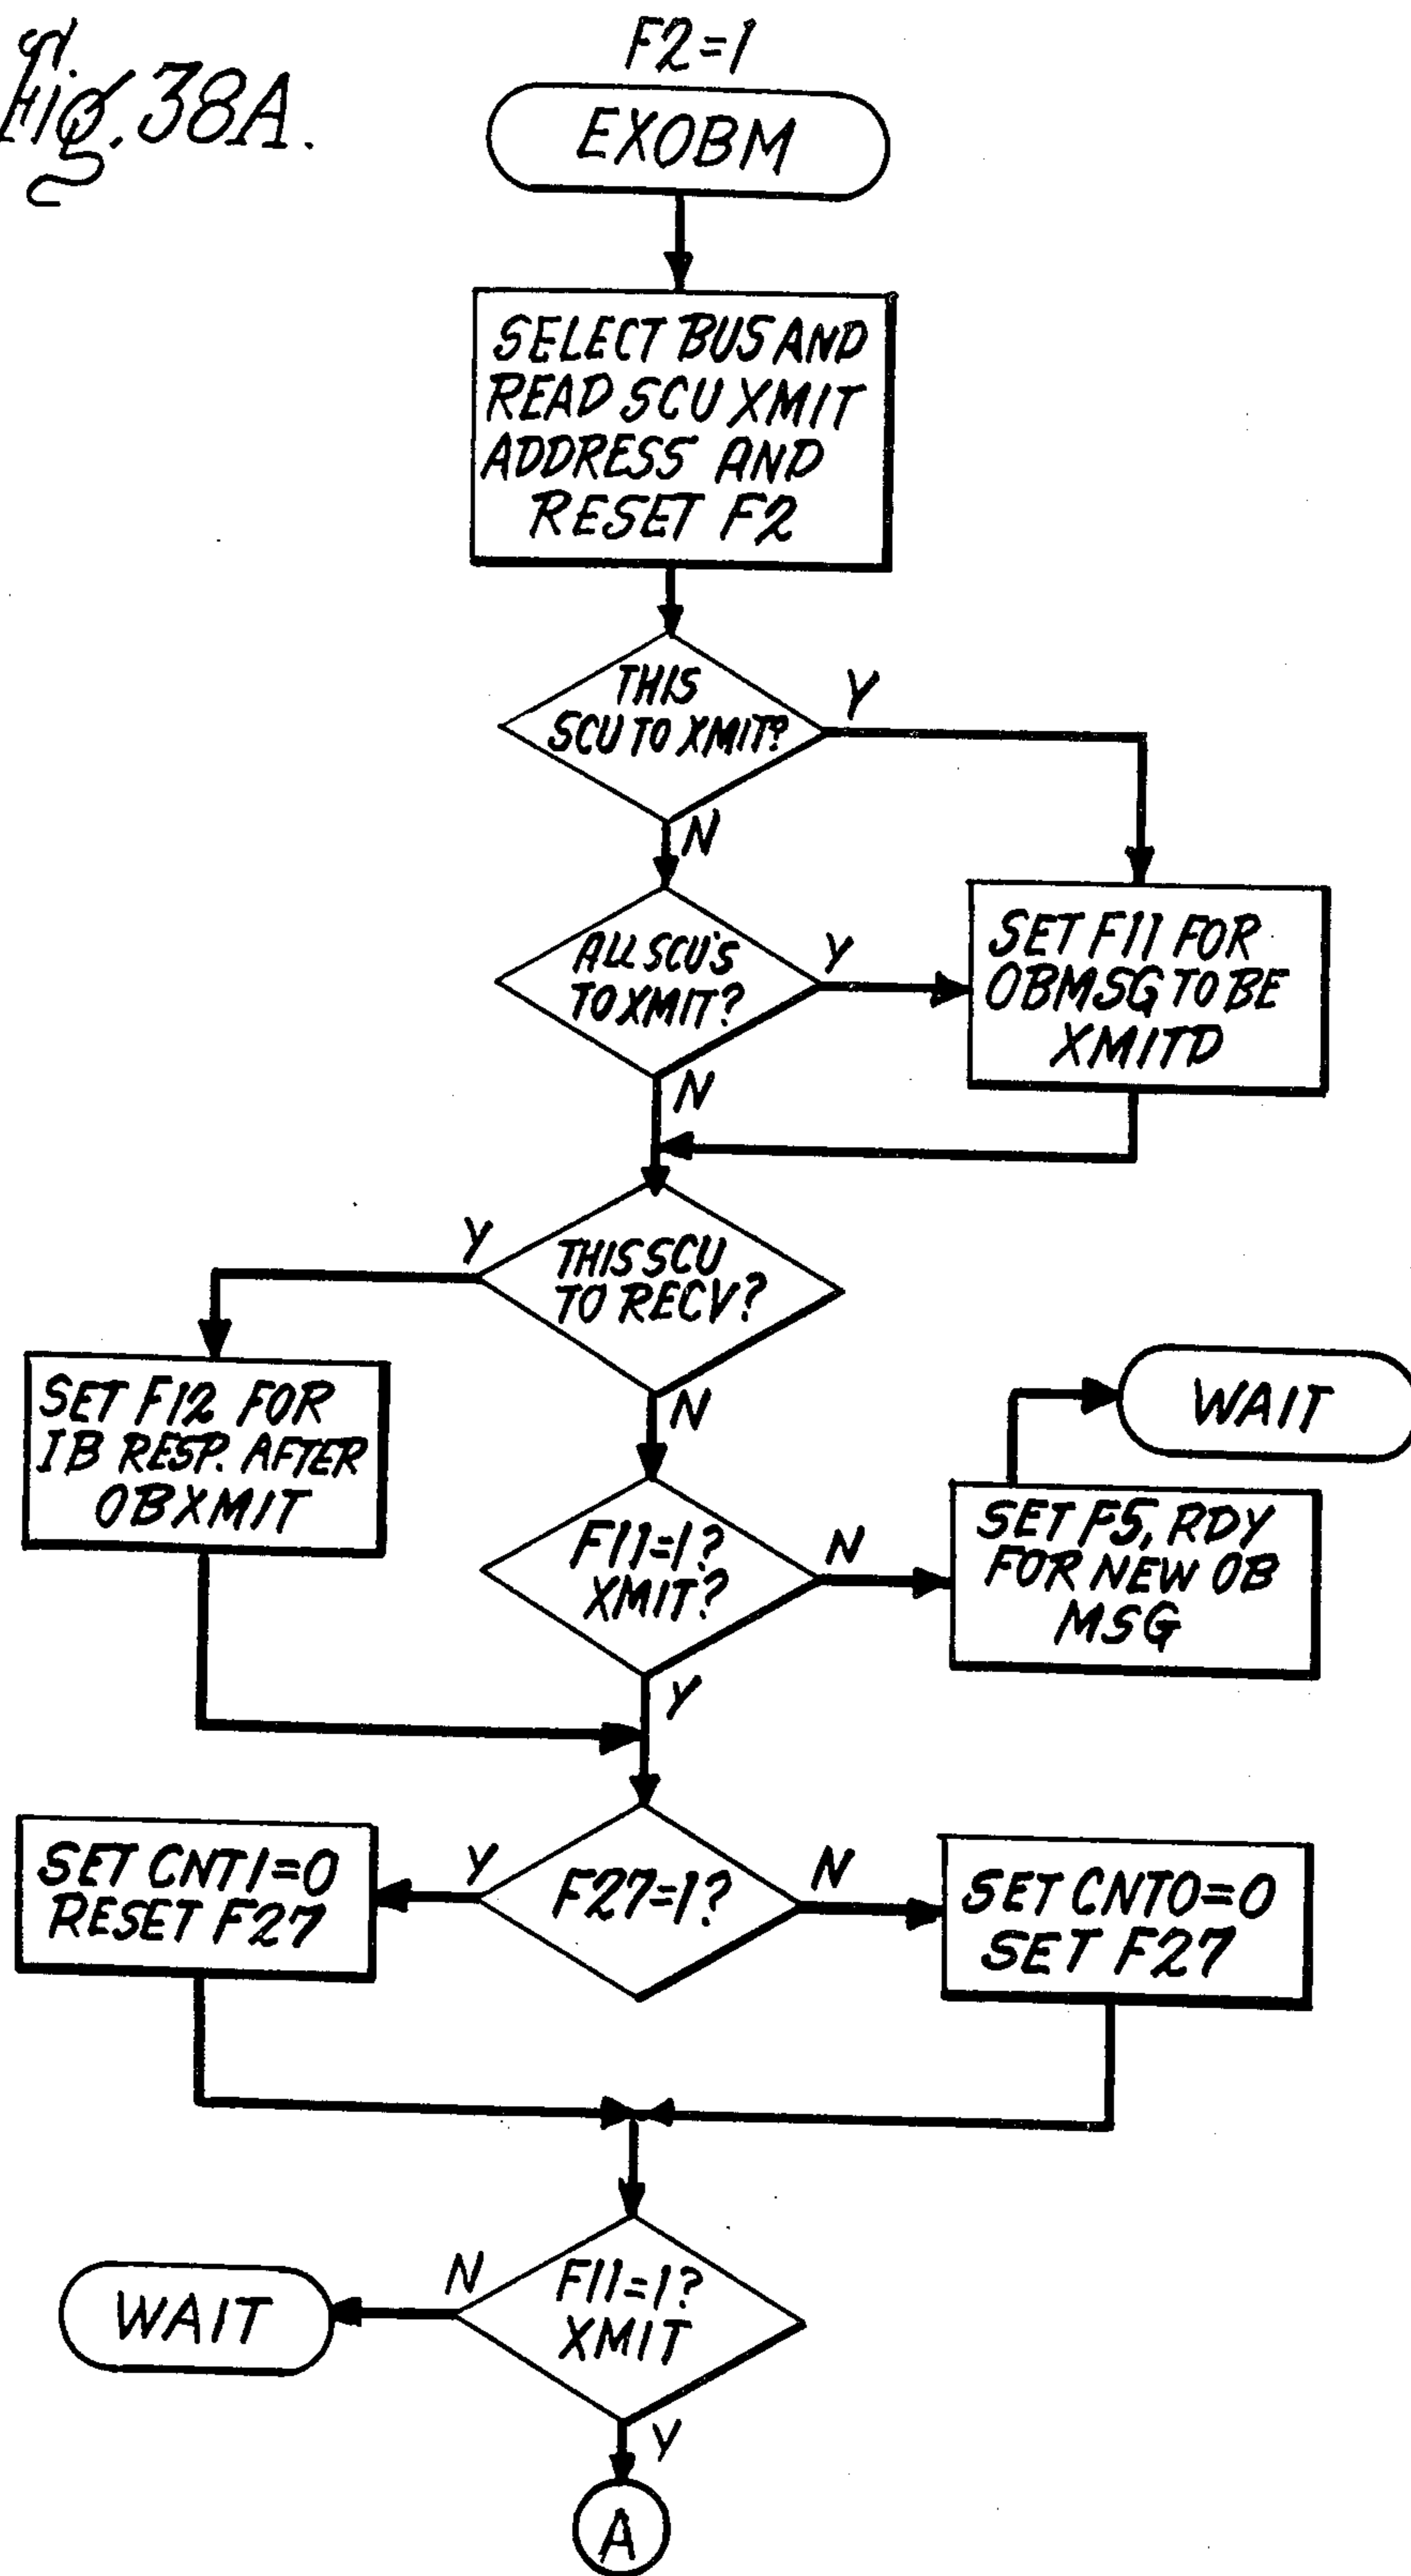 Fig. 38A.
F2=1
EXOBM
SELECT BUS AND
READ SCU XMIT
ADDRESS AND
RESET F2
THIS
SCU TO XMIT?
Y
N
ALL SCU'S
TO XMIT?
Y
N
SET F11 FOR
OBMSG TO BE
XMITD
THIS SCU
TO RECV?
Y
N
SET F12 FOR
IB RESP. AFTER
OBXMIT
WAIT
F11=1?
XMIT?
N
Y
SET F5, RDY
FOR NEW OB
MSG
F27=1?
Y
N
SET CNT1=0
RESET F27
SET CNT0=0
SET F27
F11=1?
XMIT
N
WAIT
Y
A